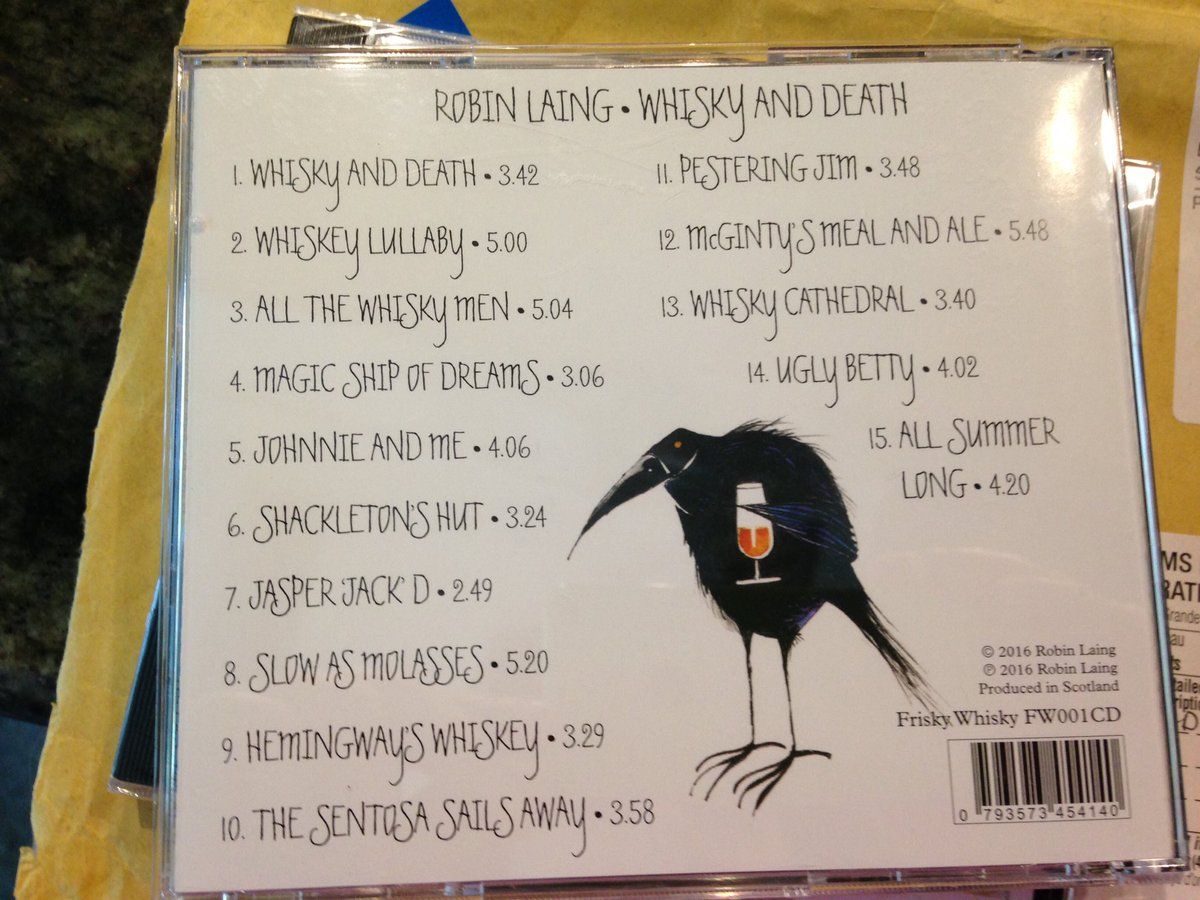 ROBIN LAING • WHISKY AND DEATH
1. WHISKY AND DEATH • 3.42
2. WHISKEY LULLABY • 5.00
3. ALL THE WHISKY MEN • 5.04
4. MAGIC SHIP OF DREAMS • 3.06
5. JOHNNIE AND ME • 4.06
6. SHACKLETON'S HUT • 3.24
7. JASPER 'JACK' D • 2.49
8. SLOW AS MOLASSES • 5.20
9. HEMINGWAY'S WHISKEY • 3.29
10. THE SENTOSA SAILS AWAY • 3.58
11. PESTERING JIM • 3.48
12. McGINTY'S MEAL AND ALE • 5.48
13. WHISKY CATHEDRAL • 3.40
14. UGLY BETTY • 4.02
15. ALL SUMMER
LONG • 4.20
© 2016 Robin Laing
℗ 2016 Robin Laing
Produced in Scotland
Frisky Whisky FW001CD
0 793573 454140